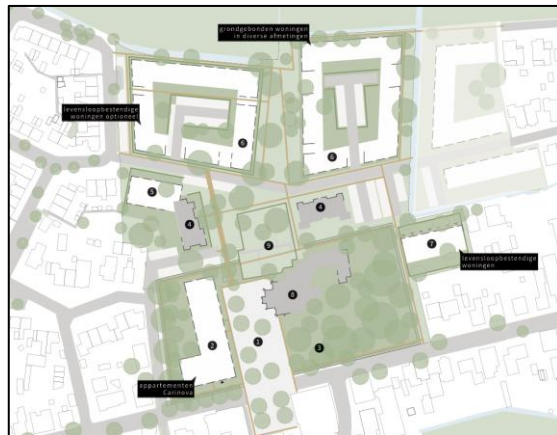 grondgebonden woningen
in diverse afmetingen
levensloopbestendige
woningen optioneel
6
6
5
4
4
9
7
levensloopbestendige
woningen
8
2
1
3
appartementen
Carinova